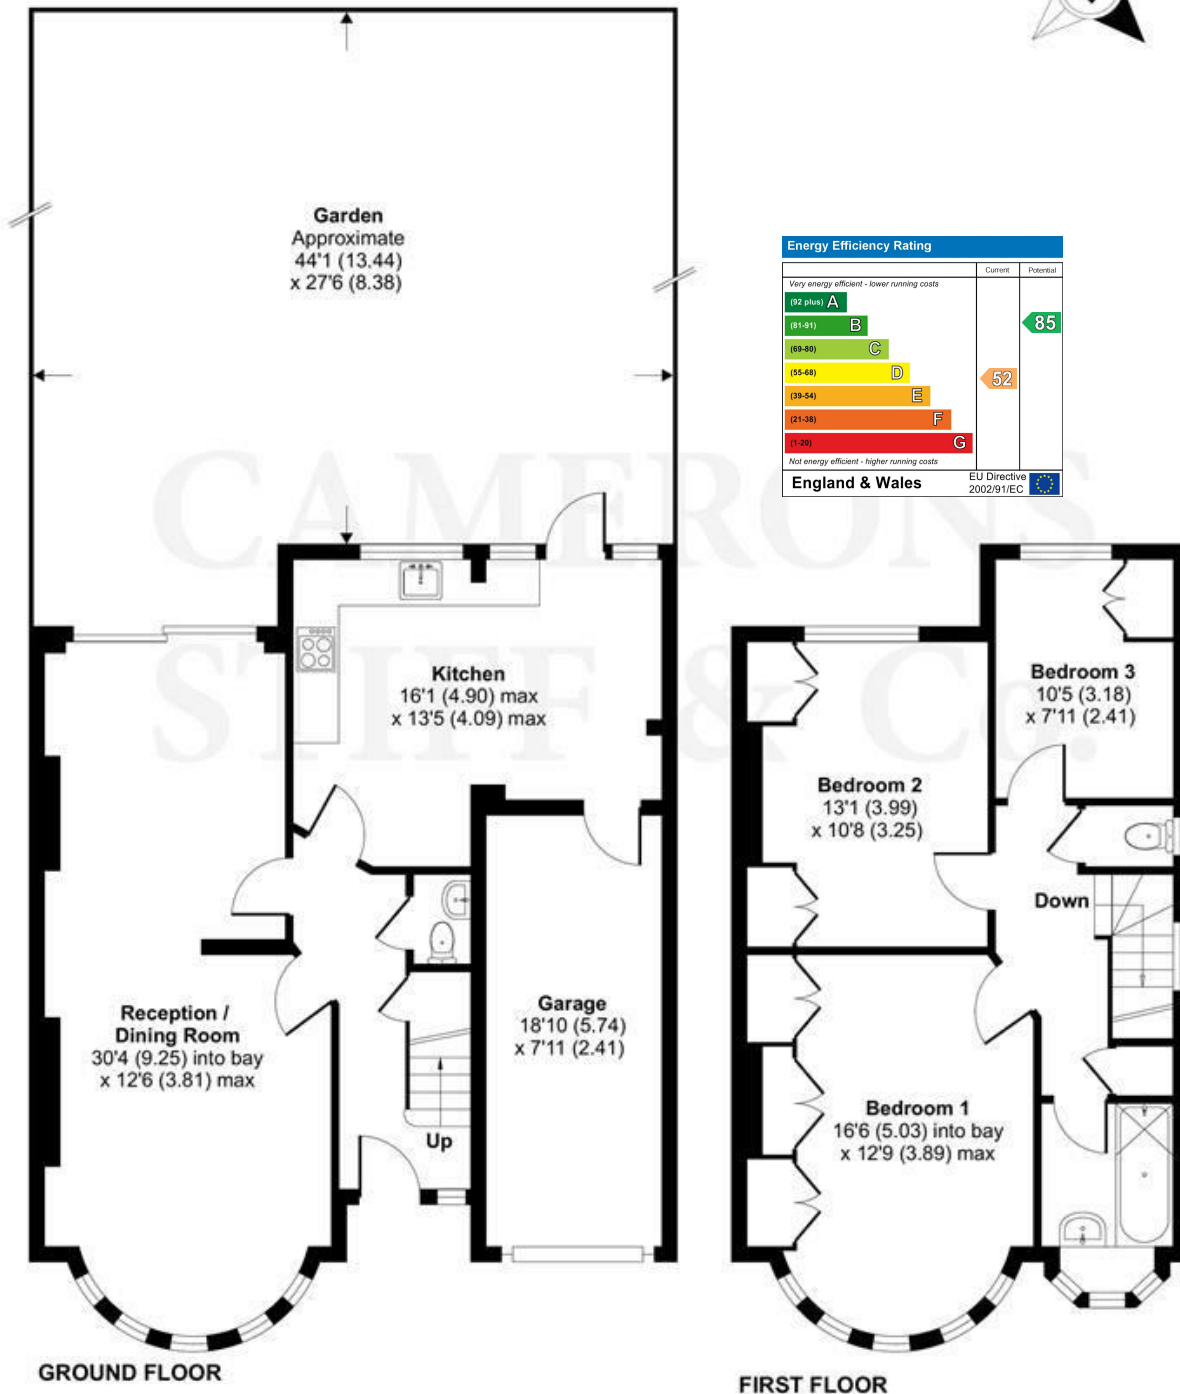 Garden
Approximate
44'1 (13.44)
x 27'6 (8.38)
Energy Efficiency Rating
Current Potential
Very energy efficient - lower running costs
(92 plus) A
(81-91) B
(69-80) C
(55-68) D
(39-54) E
(21-38) F
(1-20) G
85
52
Not energy efficient - higher running costs
England & Wales
EU Directive
2002/91/EC
CAMERONS
STIFF & Co.
Kitchen
16'1 (4.90) max
x 13'5 (4.09) max
Reception /
Dining Room
30'4 (9.25) into bay
x 12'6 (3.81) max
Garage
18'10 (5.74)
x 7'11 (2.41)
Up
GROUND FLOOR
Bedroom 3
10'5 (3.18)
x 7'11 (2.41)
Bedroom 2
13'1 (3.99)
x 10'8 (3.25)
Down
Bedroom 1
16'6 (5.03) into bay
x 12'9 (3.89) max
FIRST FLOOR